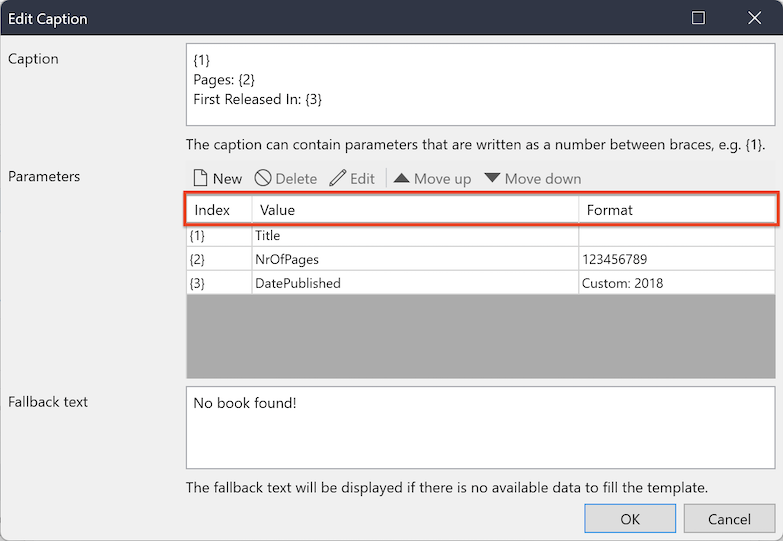 Edit Caption
Caption
{1}
Pages: {2}
First Released In: {3}
The caption can contain parameters that are written as a number between braces, e.g. {1}.
Parameters
New Delete Edit Move up Move down
Index Value Format
{1} Title
{2} NrOfPages 123456789
{3} DatePublished Custom: 2018
Fallback text
No book found!
The fallback text will be displayed if there is no available data to fill the template.
OK Cancel